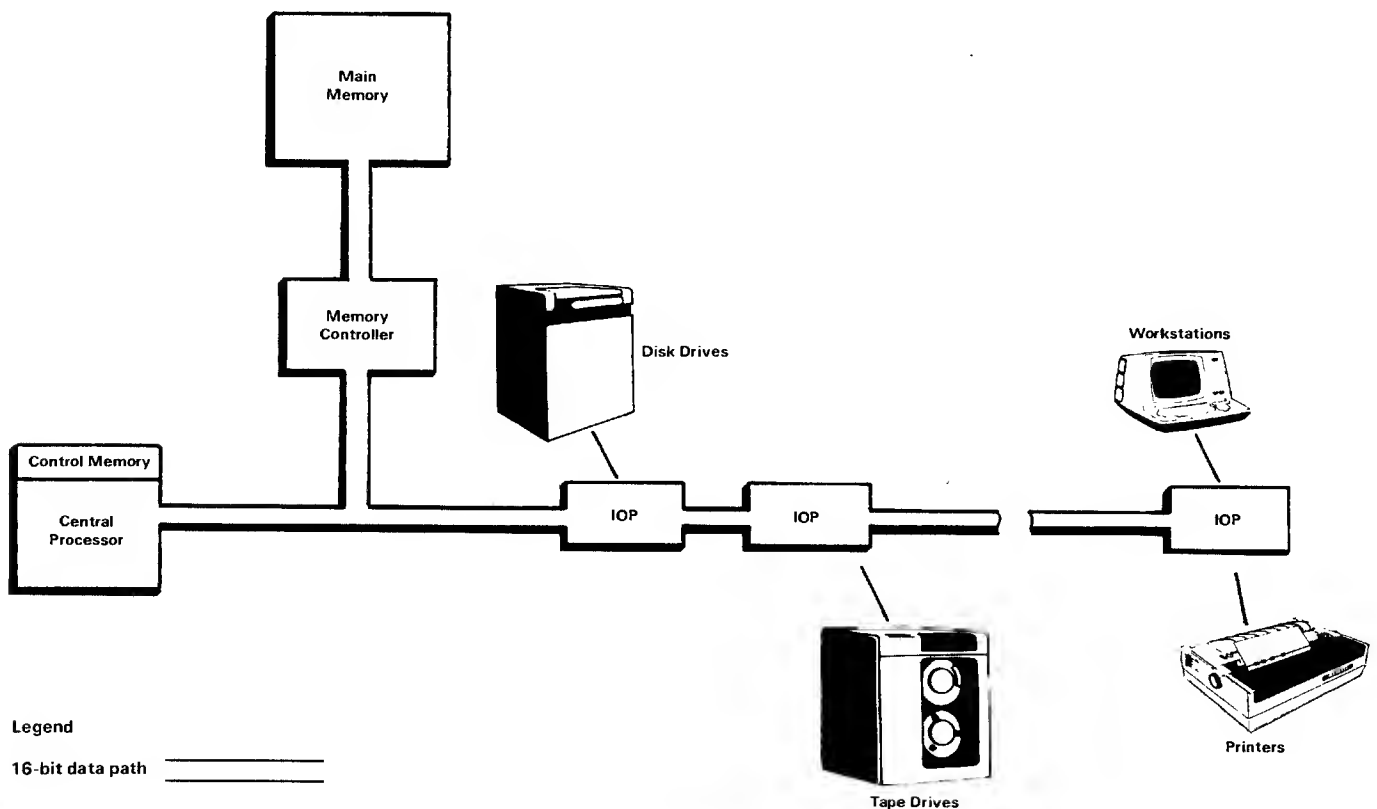 Main
Memory
Memory
Controller
Disk Drives
Workstations
Control Memory
Central
Processor
IOP
IOP
IOP
Legend
16-bit data path
Tape Drives
Printers